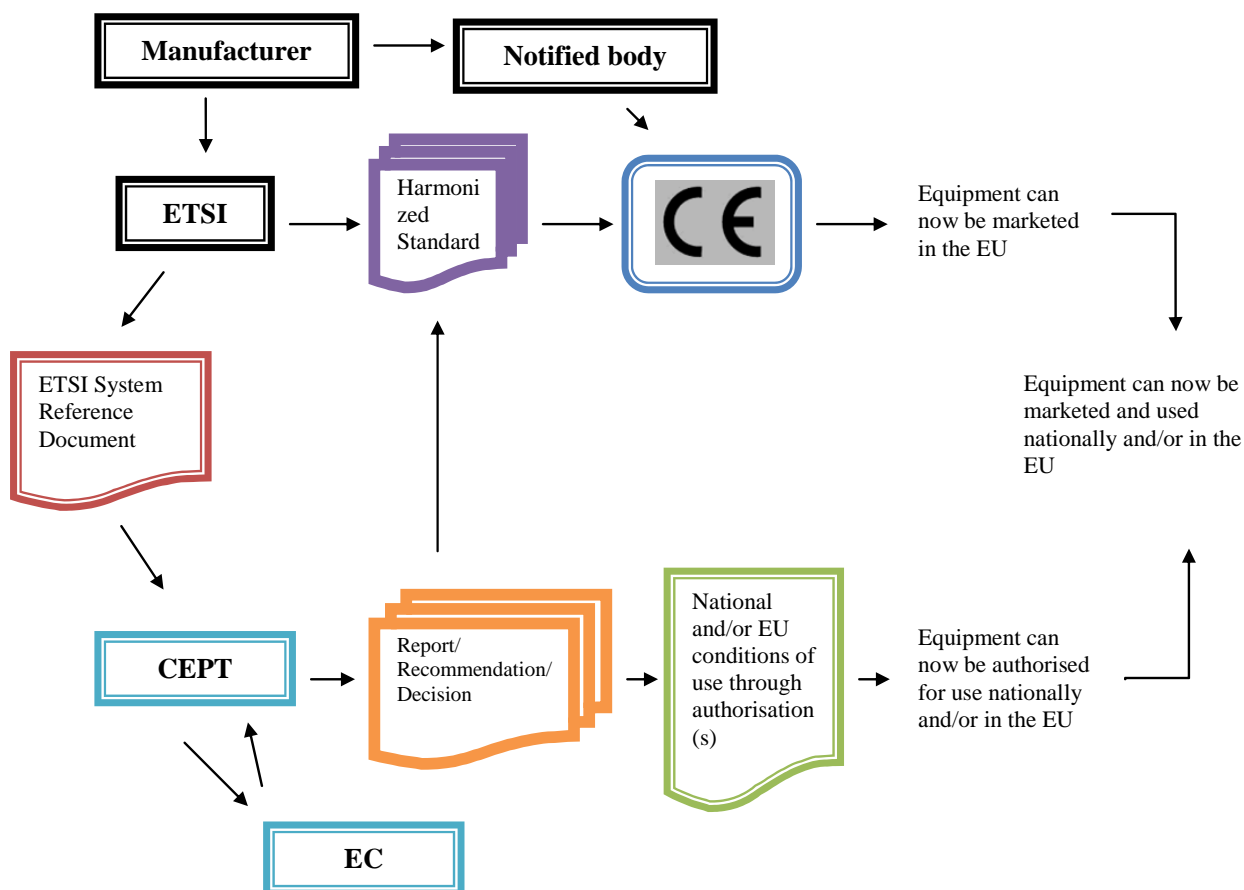 Manufacturer
Notified body
ETSI
Harmoni
zed
Standard
CE
Equipment can
now be marketed
in the EU
ETSI System
Reference
Document
Equipment can now be
marketed and used
nationally and/or in the
EU
CEPT
Report/
Recommendation/
Decision
National
and/or EU
conditions of
use through
authorisation
(s)
Equipment can
now be authorised
for use nationally
and/or in the EU
EC